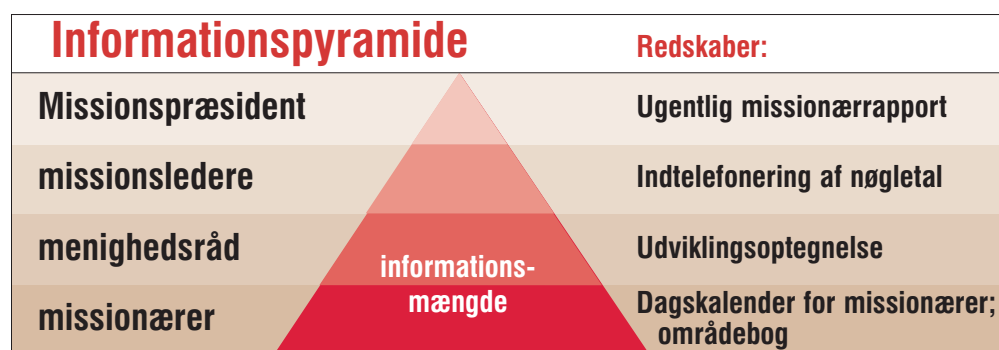 Informationspyramide Redskaber:
Missionspræsident Ugentlig missionærrapport
missionsledere Indtelefonering af nøgletal
menighedsråd Udviklingsoptegnelse
informations-
mængde
missionærer Dagskalender for missionærer;
områdebog